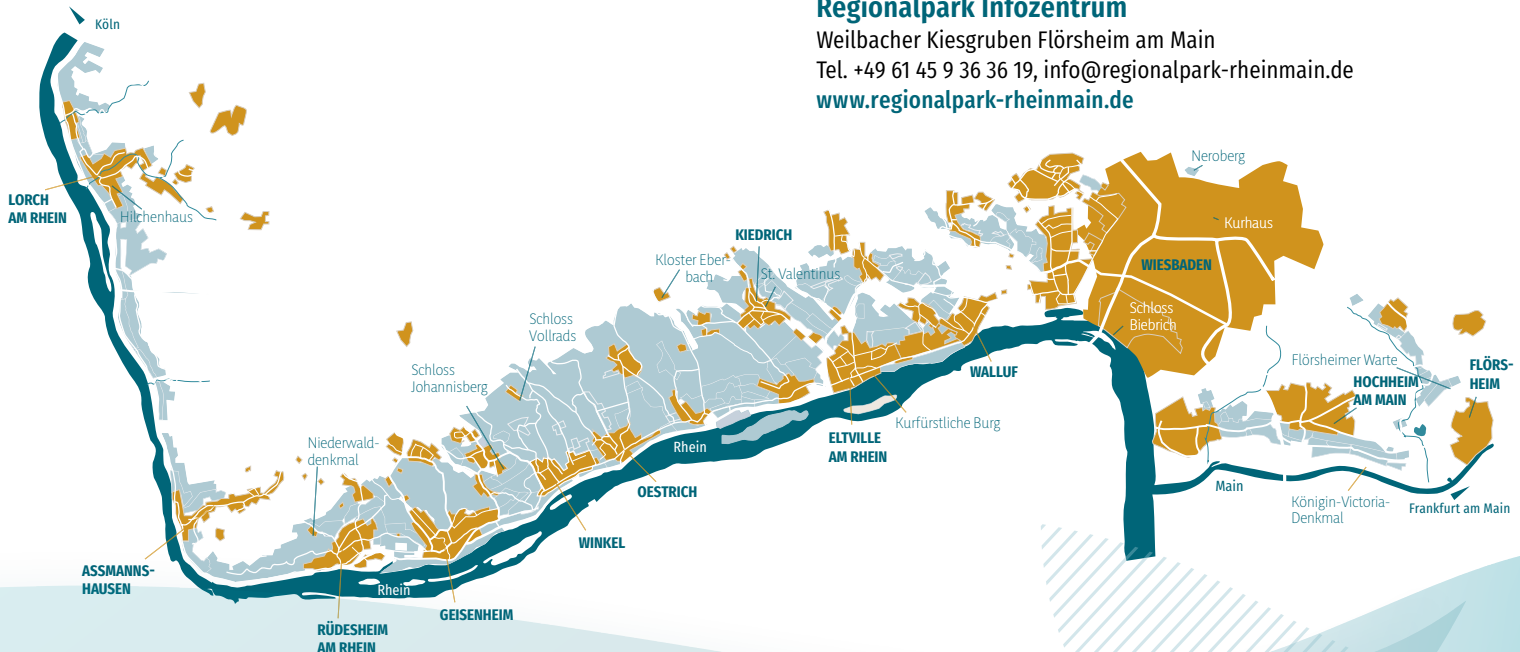 Regionalpark Infozentrum
Weilbacher Kiesgruben Flörsheim am Main
Tel. +49 61 45 9 36 36 19, info@regionalpark-rheinmain.de
www.regionalpark-rheinmain.de
Köln
LORCH
AM RHEIN
Hilchenhaus
Neroberg
Kurhaus
WIESBADEN
Schloss
Biebrich
KIEDRICH
Kloster Eber-
bach
St. Valentinus
Schloss
Vollrads
Schloss
Johannisberg
Niederwald-
denkmal
Flörsheimer Warte
FLÖRS-
HEIM
HOCHHEIM
AM MAIN
WALLUF
Kurfürstliche Burg
ELTVILLE
AM RHEIN
Rhein
OESTRICH
WINKEL
Main
Königin-Victoria-
Denkmal
Frankfurt am Main
ASSMANNS-
HAUSEN
Rhein
GEISENHEIM
RÜDESHEIM
AM RHEIN